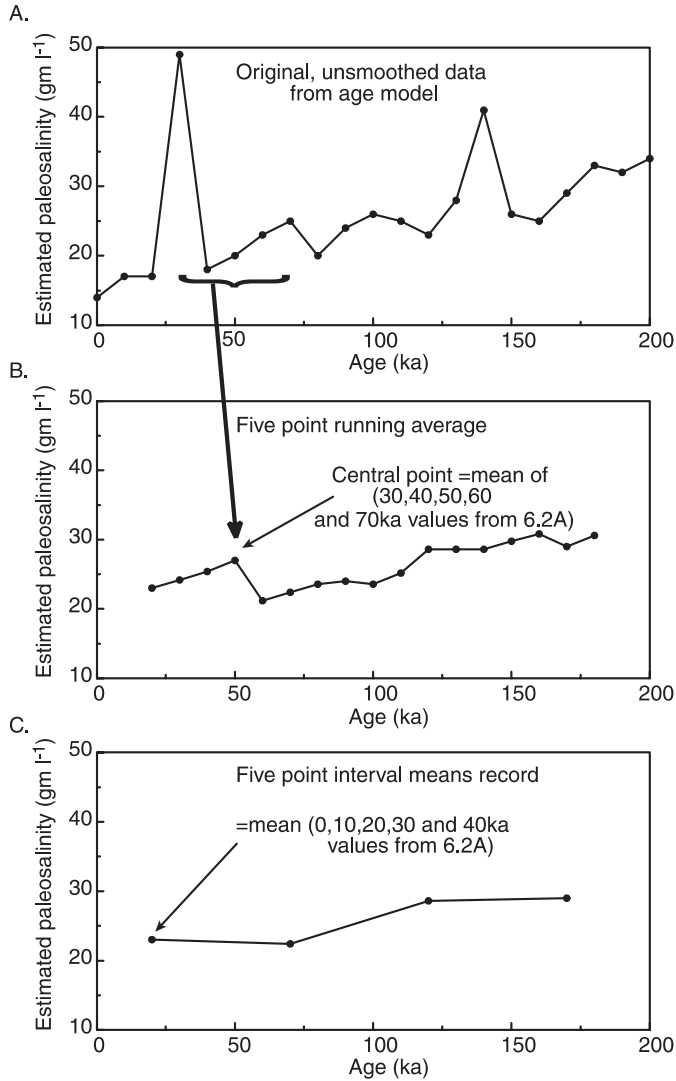 A.
Estimated paleosalinity (gm l-1)
50
40
30
20
10
Original, unsmoothed data
from age model
0
50
100
150
200
Age (ka)
B.
Estimated paleosalinity (gm l-1)
50
40
30
20
10
Five point running average
Central point =mean of
(30,40,50,60
and 70ka values from 6.2A)
0
50
100
150
200
Age (ka)
C.
Estimated paleosalinity (gm l-1)
50
40
30
20
10
Five point interval means record
=mean (0,10,20,30 and 40ka
values from 6.2A)
0
50
100
150
200
Age (ka)